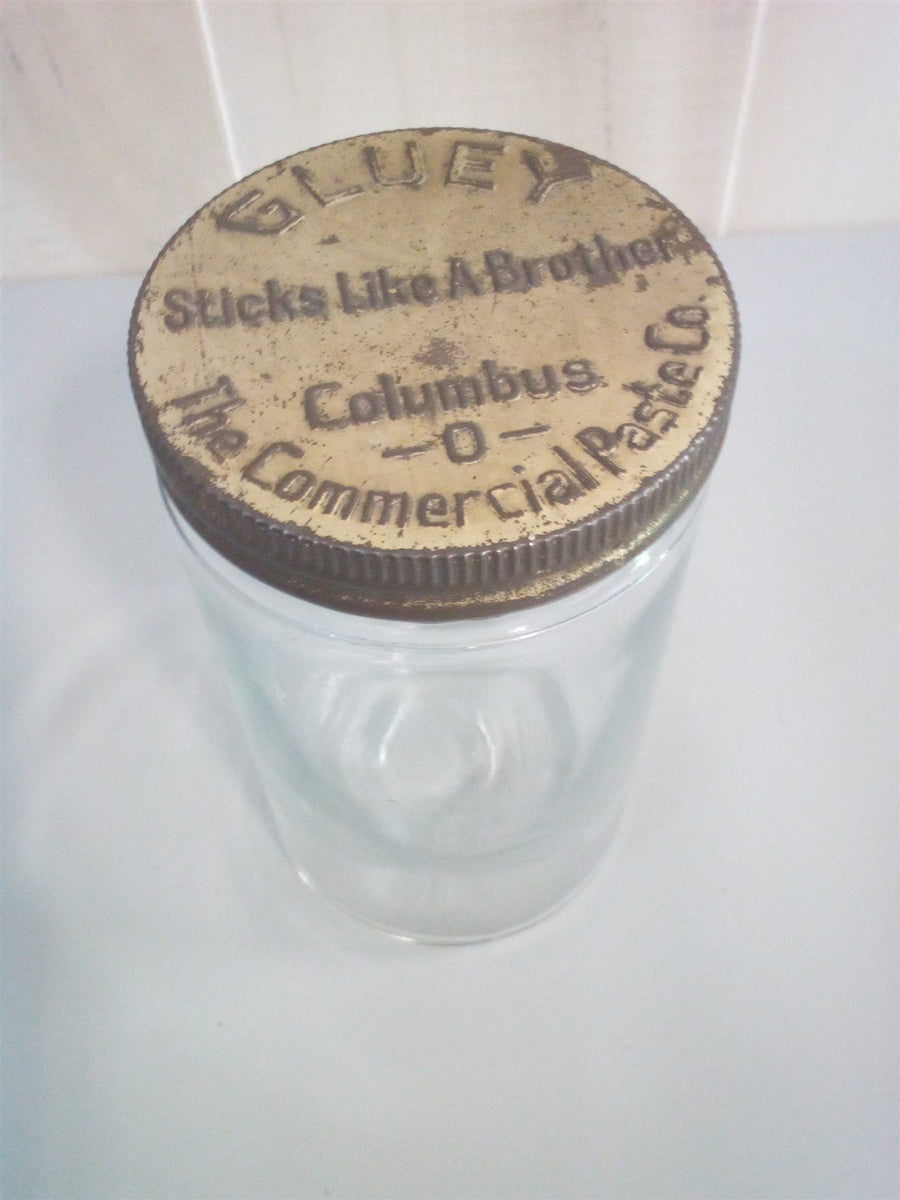 GLUEY
Sticks Like A Brother
Columbus
- O -
The Commercial Paste Co.